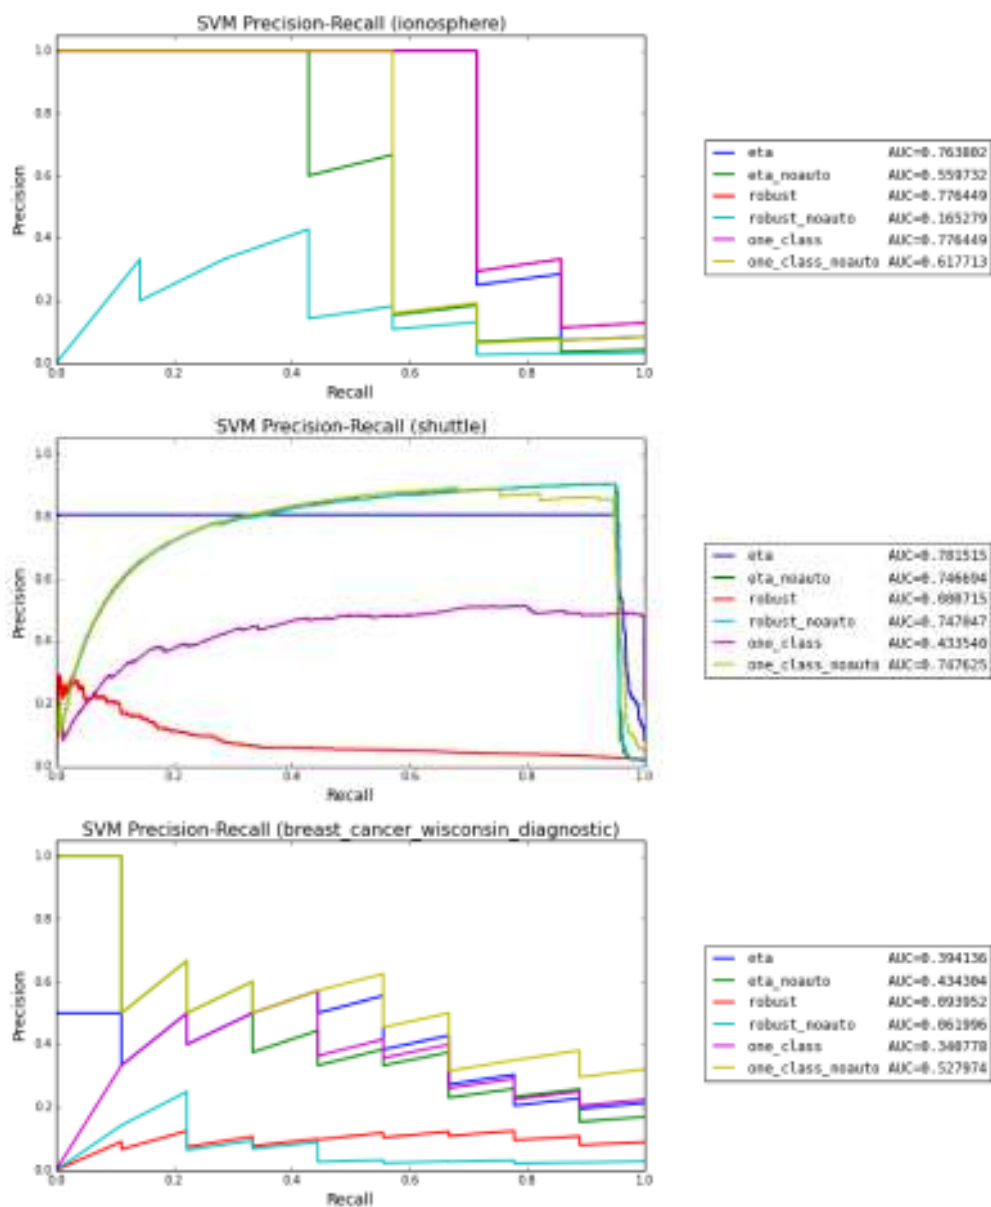 SVM Precision-Recall (ionosphere)
1.0
0.8
0.6
0.4
0.2
0.0
Precision
0.0 0.2 0.4 0.6 0.8 1.0
Recall
eta AUC=0.763802
eta_noauto AUC=0.559732
robust AUC=0.776449
robust_noauto AUC=0.165279
one_class AUC=0.776449
one_class_noauto AUC=0.617713
SVM Precision-Recall (shuttle)
1.0
0.8
0.6
0.4
0.2
0.0
Precision
0.0 0.2 0.4 0.6 0.8 1.0
Recall
eta AUC=0.781515
eta_noauto AUC=0.746694
robust AUC=0.080715
robust_noauto AUC=0.747047
one_class AUC=0.433540
one_class_noauto AUC=0.747625
SVM Precision-Recall (breast_cancer_wisconsin_diagnostic)
1.0
0.8
0.6
0.4
0.2
0.0
Precision
0.0 0.2 0.4 0.6 0.8 1.0
Recall
eta AUC=0.394136
eta_noauto AUC=0.434304
robust AUC=0.093952
robust_noauto AUC=0.061996
one_class AUC=0.340778
one_class_noauto AUC=0.527974